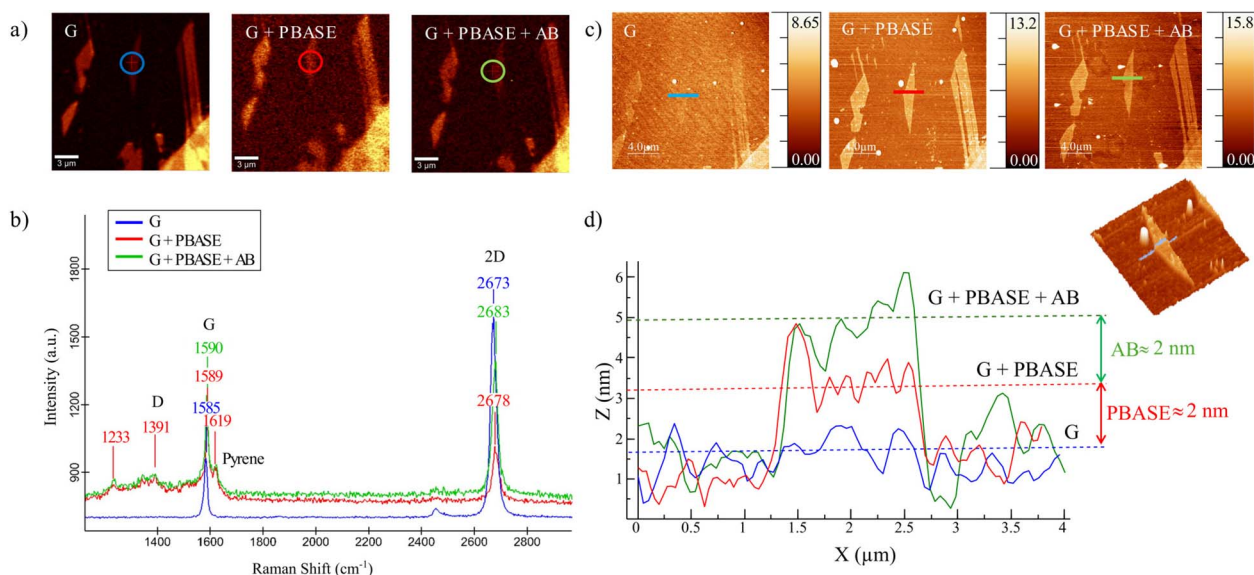 a)
G
G + PBASE
G + PBASE + AB
3 µm
3 µm
3 µm
c)
G
G + PBASE
G + PBASE + AB
4.0µm
4.0µm
4.0µm
8.65
0.00
13.2
0.00
15.8
0.00
b)
G
G + PBASE
G + PBASE + AB
2D
2673
2683
2678
G
1590
1589
1585
1619
Pyrene
D
1233
1391
Intensity (a.u.)
1800
1500
1200
900
1400
1600
1800
2000
2200
2400
2600
2800
Raman Shift (cm-1)
d)
G + PBASE + AB
AB≈ 2 nm
G + PBASE
PBASE≈2 nm
G
Z (nm)
6
5
4
3
2
1
0
0.5
1
1.5
2
2.5
3
3.5
4
X (µm)